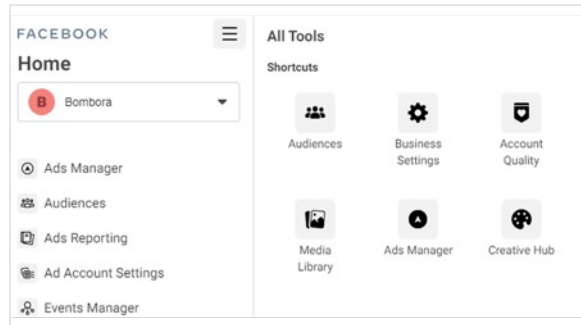 FACEBOOK
Home
B Bombora
Ads Manager
Audiences
Ads Reporting
Ad Account Settings
Events Manager
All Tools
Shortcuts
Audiences
Business
Settings
Account
Quality
Media
Library
Ads Manager
Creative Hub